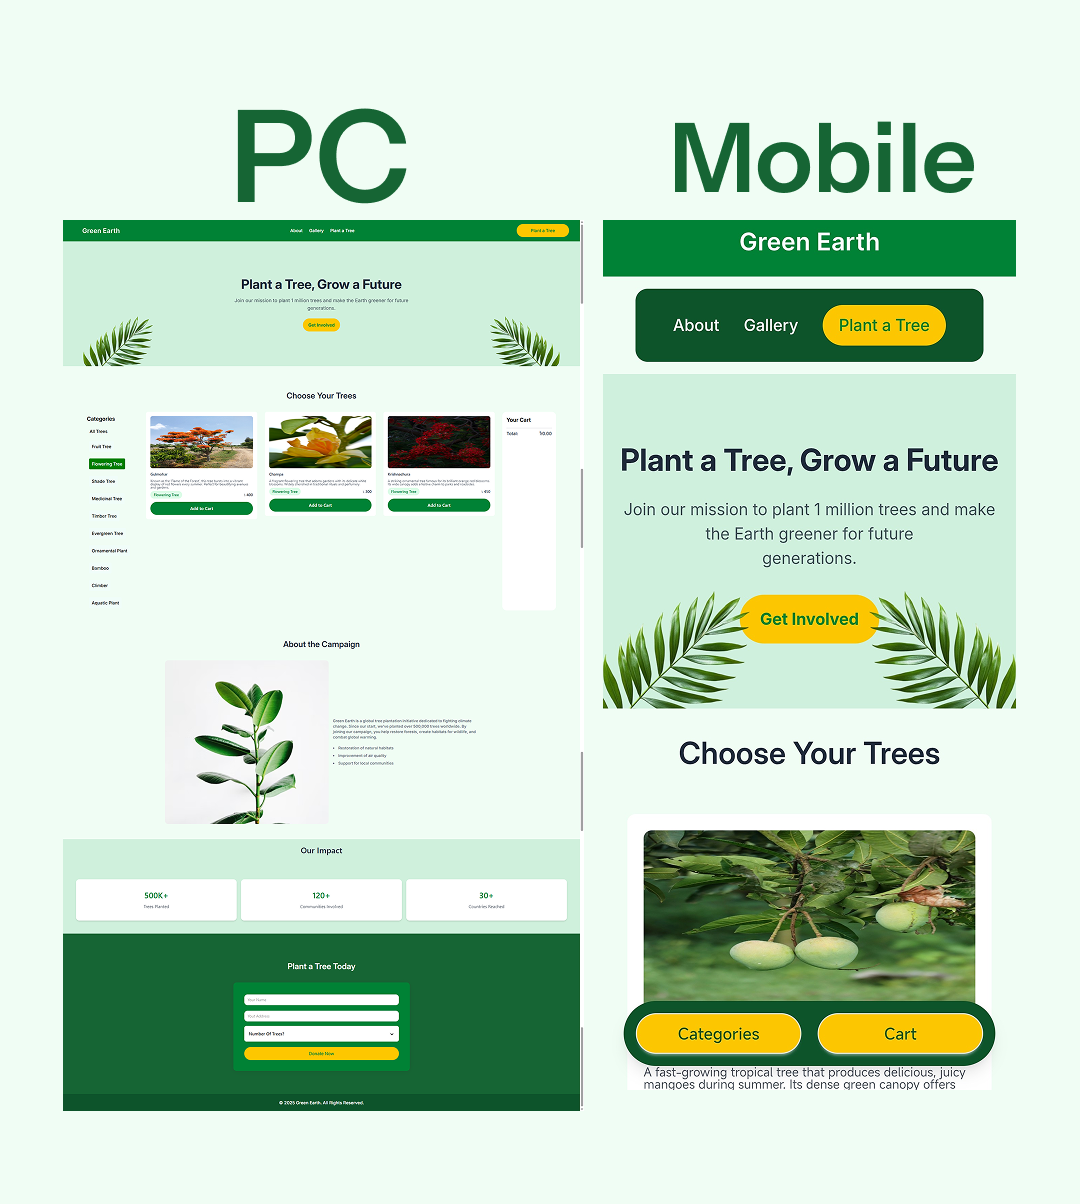 PC
Mobile
Green Earth
About
Gallery
Plant a Tree
Plant a Tree
Plant a Tree, Grow a Future
Join our mission to plant 1 million trees and make the Earth greener for future
generations.
Get Involved
Choose Your Trees
Categories
All Trees
Fruit Tree
Flowering Tree
Shade Tree
Medicinal Tree
Timber Tree
Evergreen Tree
Ornamental Plant
Bamboo
Climber
Aquatic Plant
Gulmohar
Flowering Tree
৳ 400
Add to Cart
Champa
Flowering Tree
৳ 300
Add to Cart
Krishnachura
Flowering Tree
৳ 450
Add to Cart
Your Cart
Total:
৳0.00
About the Campaign
Green Earth is a global tree plantation initiative dedicated to fighting climate
change. Since our start, we've planted over 500,000 trees worldwide. By
joining our campaign, you help restore forests, create habitats for wildlife, and
combat global warming.
Restoration of natural habitats
Improvement of air quality
Support for local communities
Our Impact
500K+
Trees Planted
120+
Communities Involved
30+
Countries Reached
Plant a Tree Today
Your Name
Your Address
Number Of Trees?
Donate Now
© 2025 Green Earth. All Rights Reserved.
Green Earth
About
Gallery
Plant a Tree
Plant a Tree, Grow a Future
Join our mission to plant 1 million trees and make
the Earth greener for future
generations.
Get Involved
Choose Your Trees
Categories
Cart
A fast-growing tropical tree that produces delicious, juicy
mangoes during summer. Its dense green canopy offers